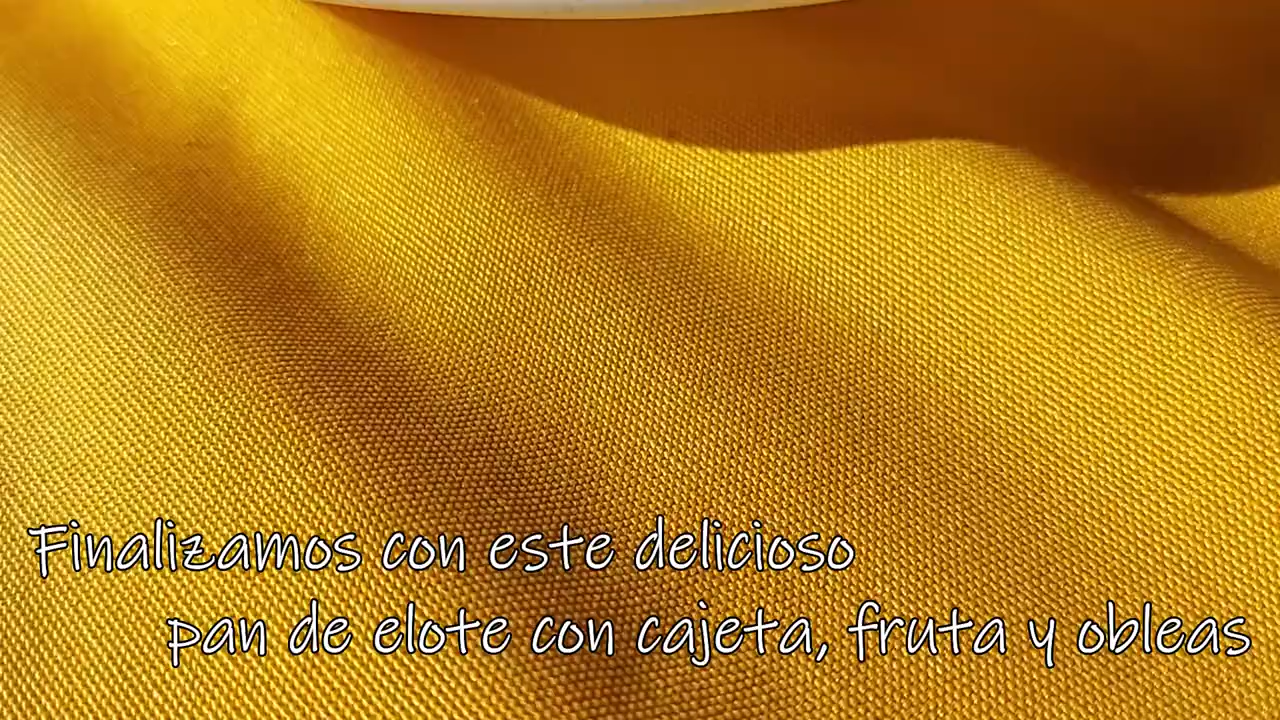 Finalizamos con este delicioso
pan de elote con cajeta, fruta y obleas